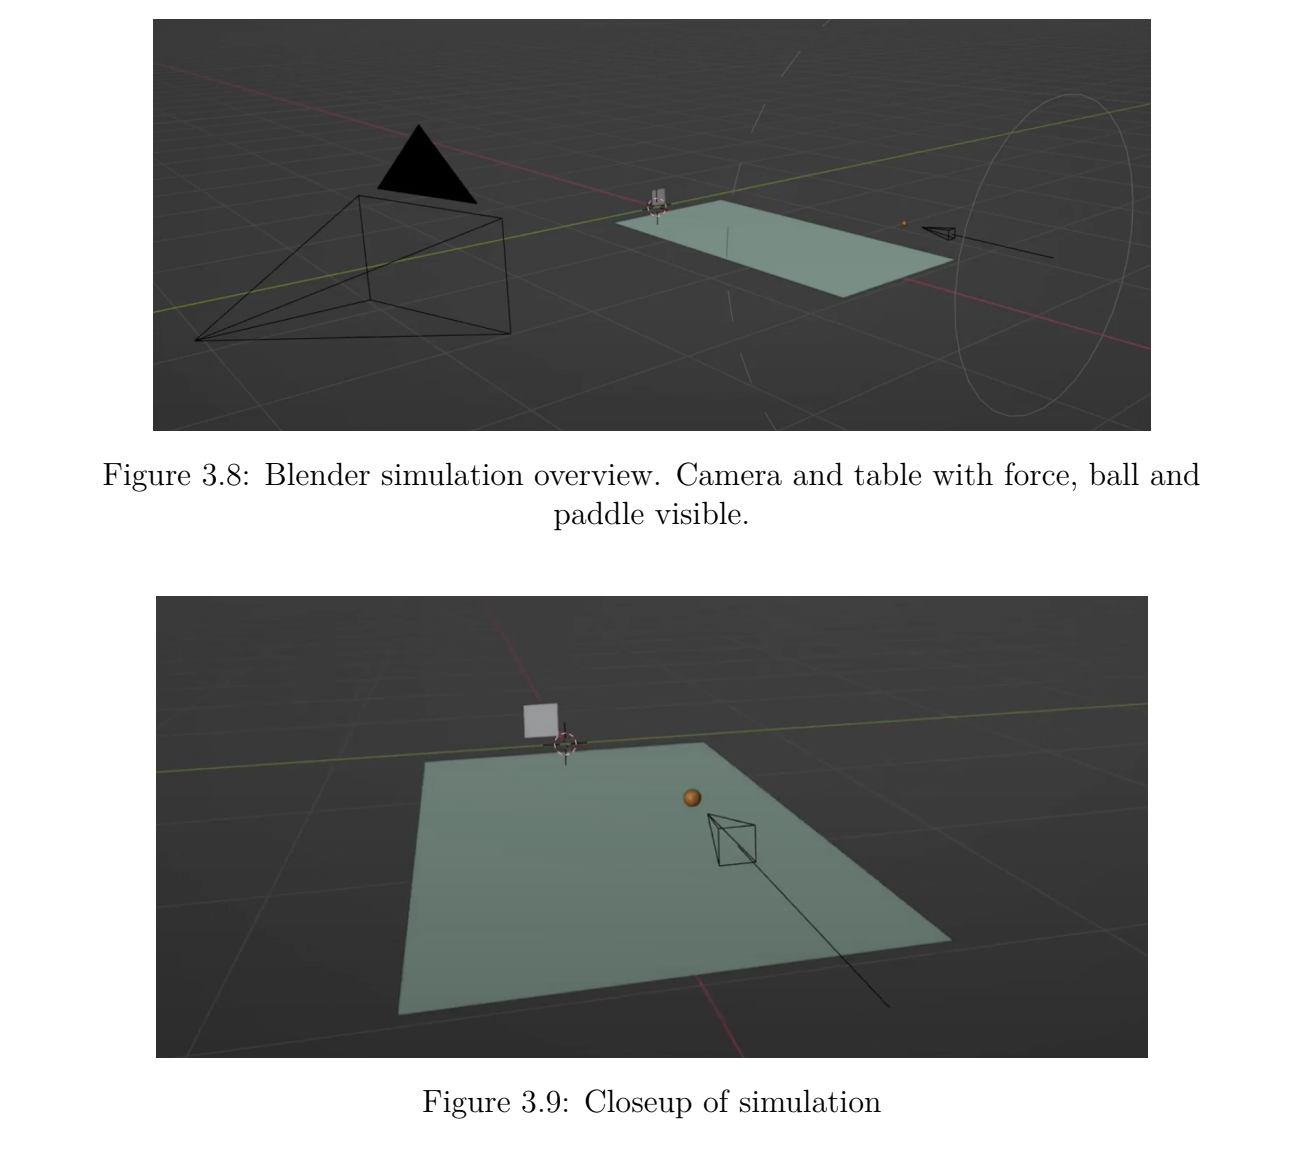 Figure 3.8: Blender simulation overview. Camera and table with force, ball and
paddle visible.
Figure 3.9: Closeup of simulation